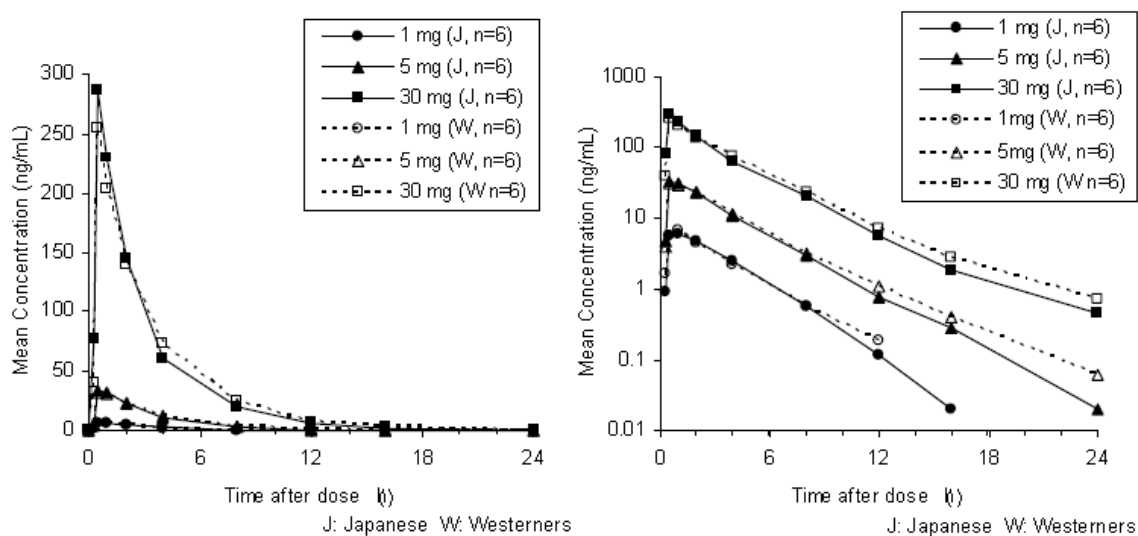 1 mg (J, n=6)
5 mg (J, n=6)
30 mg (J, n=6)
1 mg (W, n=6)
5 mg (W, n=6)
30 mg (W n=6)
Mean Concentration (ng/mL)
300
250
200
150
100
50
0
0 6 12 18 24
Time after dose
J: Japanese W: Westerners
1 mg (J, n=6)
5 mg (J, n=6)
30 mg (J, n=6)
1mg (W, n=6)
5mg (W, n=6)
30 mg (W n=6)
Mean Concentration (ng/mL)
1000
100
10
1
0.1
0.01
0 6 12 18 24
Time after dose
J: Japanese W: Westerners